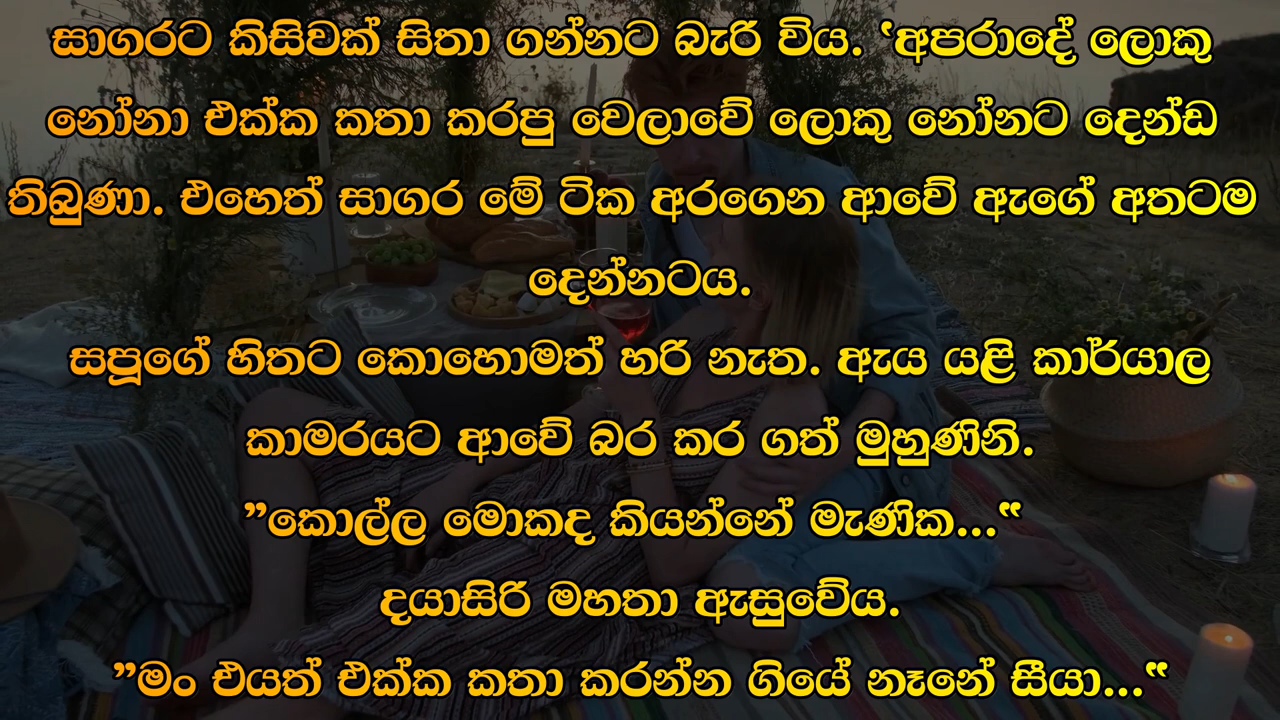 සාගරට කිසිවක් සිතා ගන්නට බැරි විය. ‛අපරාදේ ලොකු
නෝනා එක්ක කතා කරපු වෙලාවේ ලොකු නෝනට දෙන්ඩ
තිබුණා. එහෙත් සාගර මේ ටික අරගෙන ආවේ ඇගේ අතටම
දෙන්නටය.
සපූගේ හිතට කොහොමත් හරි නැත. ඇය යළි කාර්යාල
කාමරයට ආවේ බර කර ගත් මුහුණිනි.
”කොල්ල මොකද කියන්නේ මැණික...‟
දයාසිරි මහතා ඇසුවේය.
”මං එයත් එක්ක කතා කරන්න ගියේ නෑනේ සීයා...‟